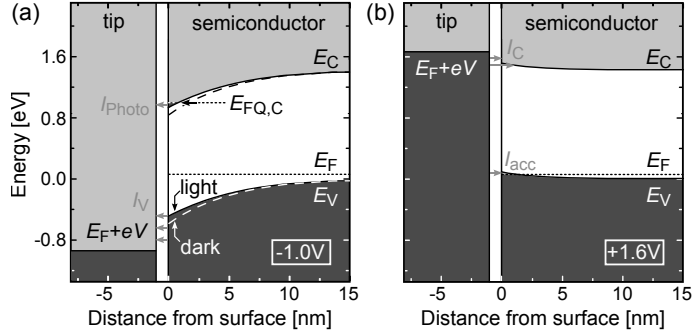 (a) tip semiconductor
(b) tip semiconductor
Energy [eV]
1.6
0.8
0.0
-0.8
E_C
I_Photo
E_FQ,C
E_F
light
I_V
E_V
E_F+eV
dark
-1.0V
-5 0 5 10 15
Distance from surface [nm]
I_C
E_C
E_F+eV
I_acc
E_F
E_V
+1.6V
-5 0 5 10 15
Distance from surface [nm]